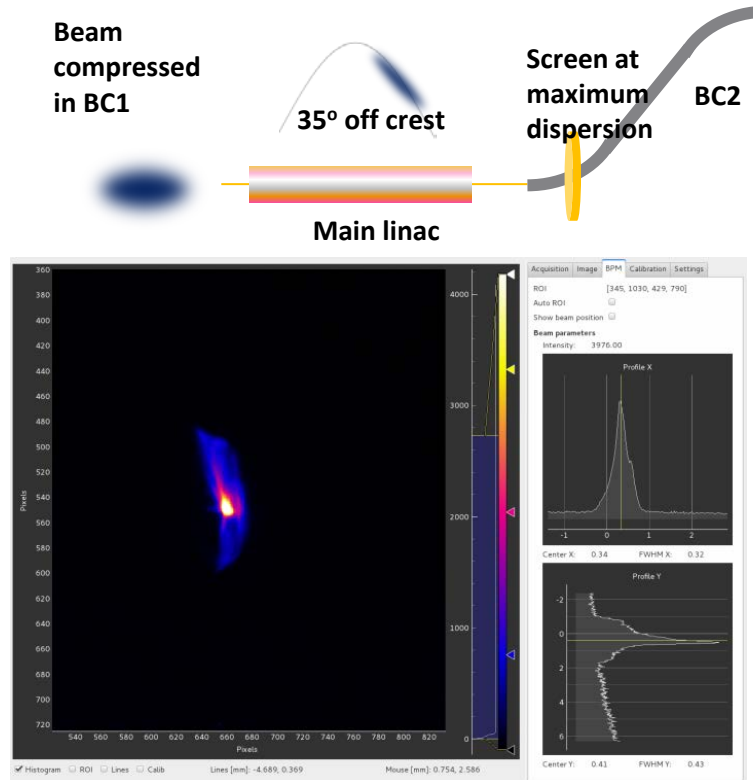 Beam
compressed
in BC1
35° off crest
Screen at
maximum
dispersion
BC2
Main linac
360
380
400
420
440
460
480
500
520
540
560
580
600
620
640
660
680
700
720
Pixels
540 560 580 600 620 640 660 680 700 720 740 760 780 800 820
Pixels
4000
3000
2000
1000
0
Histogram ROI Lines Calib Lines [mm]: -4.689, 0.369 Mouse [mm]: 0.754, 2.586
Acquisition Image BPM Calibration Settings
ROI [345, 1030, 429, 790]
Auto ROI
Show beam position
Beam parameters
Intensity: 3976.00
Profile X
-1 0 1 2
Center X: 0.34 FWHM X: 0.32
Profile Y
-2
0
2
4
6
Center Y: 0.41 FWHM Y: 0.43